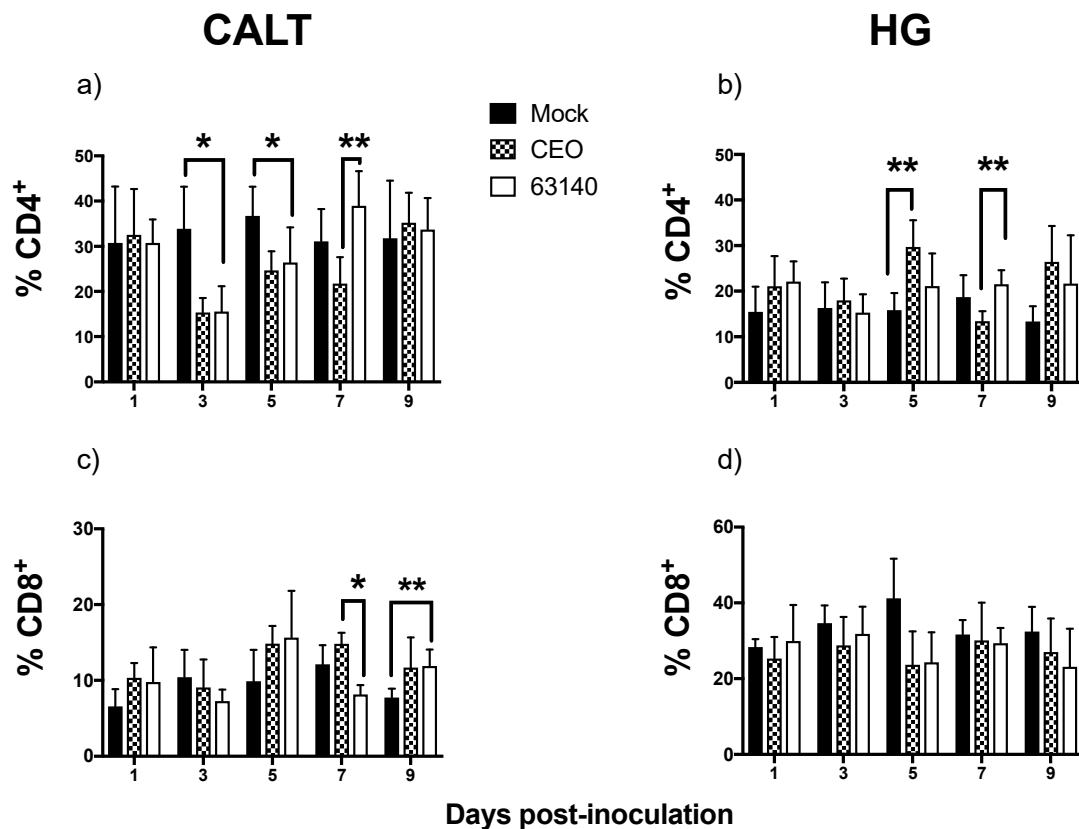 CALT
HG
a)
b)
Mock
CEO
63140
* * **
** **
% CD4⁺
50
40
30
20
10
0
1 3 5 7 9
% CD4⁺
50
40
30
20
10
0
1 3 5 7 9
c)
d)
% CD8⁺
30
20
10
0
* **
1 3 5 7 9
% CD8⁺
60
40
20
0
1 3 5 7 9
Days post-inoculation